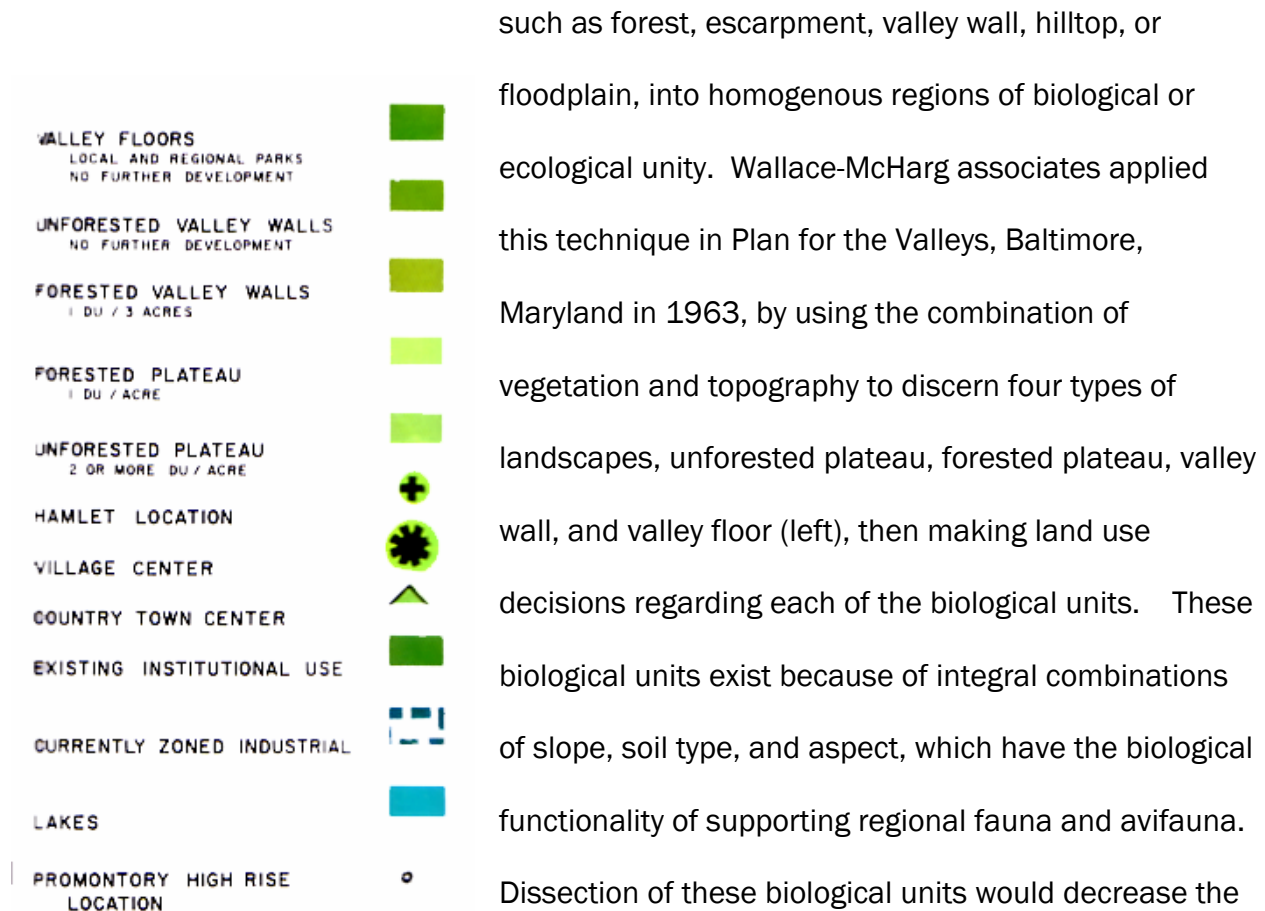 such as forest, escarpment, valley wall, hilltop, or
floodplain, into homogenous regions of biological or
ecological unity.  Wallace-McHarg associates applied
this technique in Plan for the Valleys, Baltimore,
Maryland in 1963, by using the combination of
vegetation and topography to discern four types of
landscapes, unforested plateau, forested plateau, valley
wall, and valley floor (left), then making land use
decisions regarding each of the biological units.    These
biological units exist because of integral combinations
of slope, soil type, and aspect, which have the biological
functionality of supporting regional fauna and avifauna.
Dissection of these biological units would decrease the
VALLEY FLOORS
LOCAL AND REGIONAL PARKS
NO FURTHER DEVELOPMENT
UNFORESTED VALLEY WALLS
NO FURTHER DEVELOPMENT
FORESTED VALLEY WALLS
1 DU / 3 ACRES
FORESTED PLATEAU
1 DU / ACRE
UNFORESTED PLATEAU
2 OR MORE DU / ACRE
HAMLET LOCATION
VILLAGE CENTER
COUNTRY TOWN CENTER
EXISTING INSTITUTIONAL USE
CURRENTLY ZONED INDUSTRIAL
LAKES
PROMONTORY HIGH RISE
LOCATION